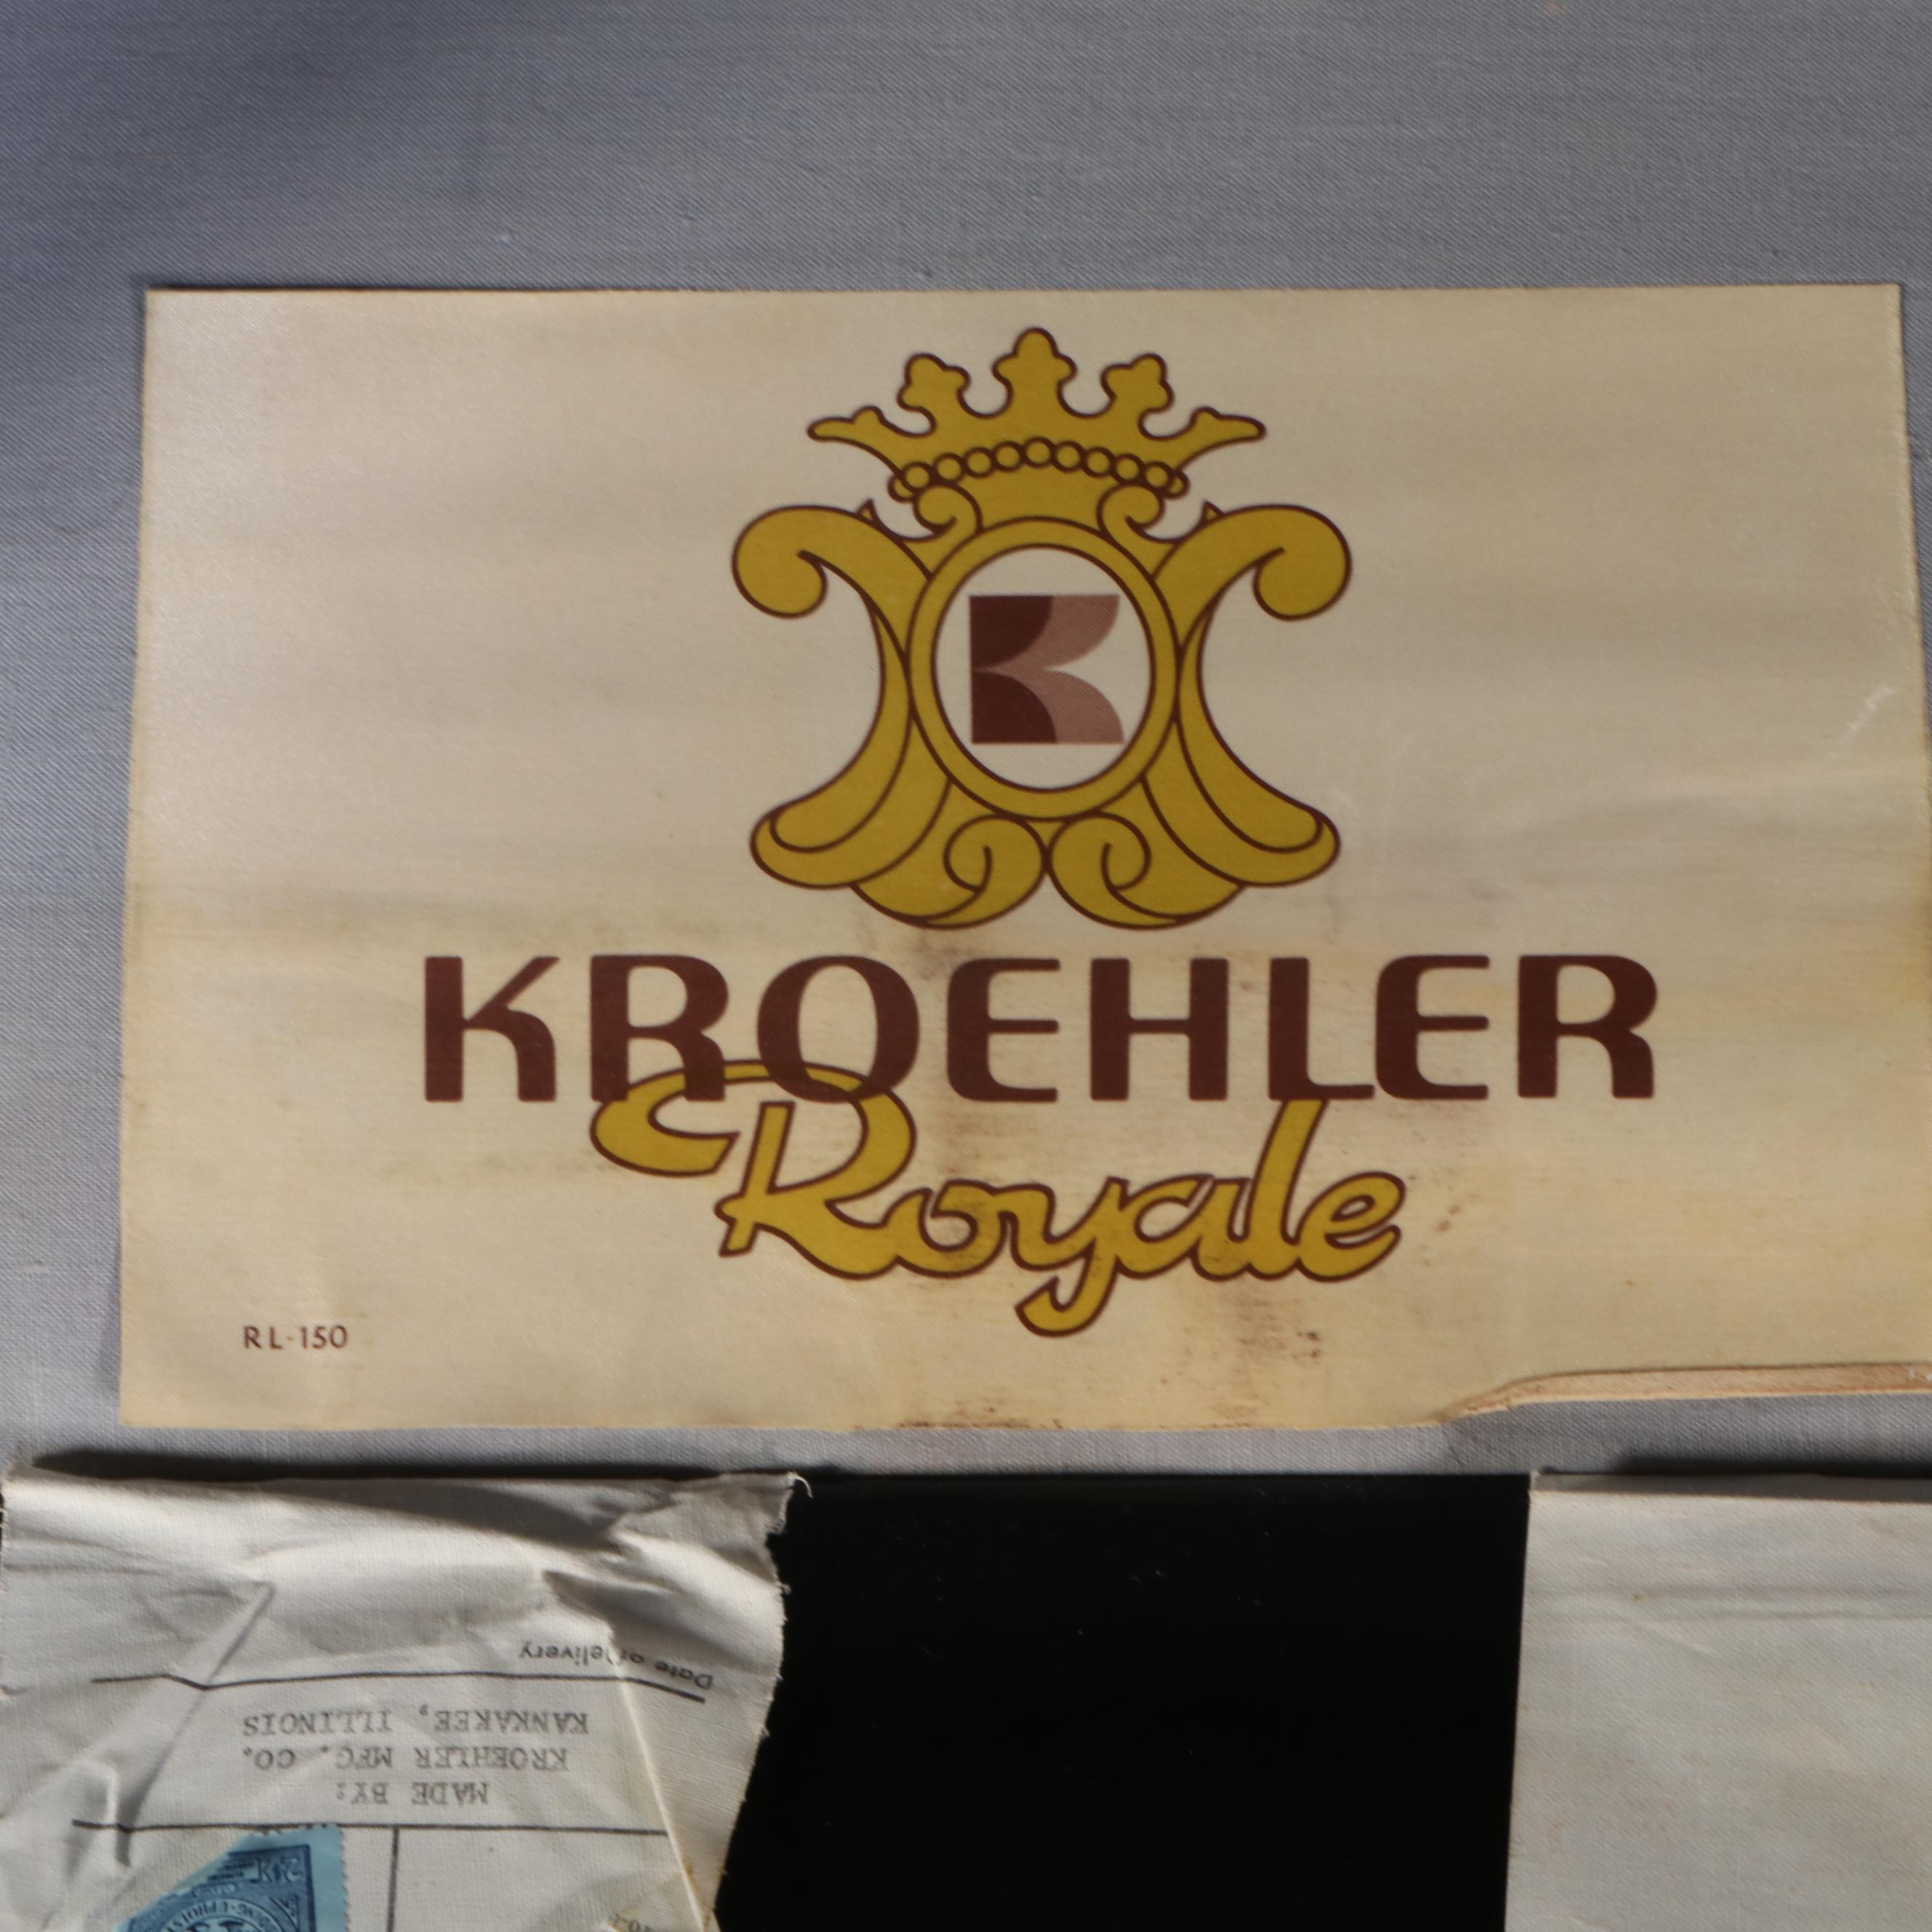 K
KROEHLER
Royale
RL-150
MADE BY:
KROEHLER MFG. CO.
KANKAKEE, ILLINOIS
Date of Delivery